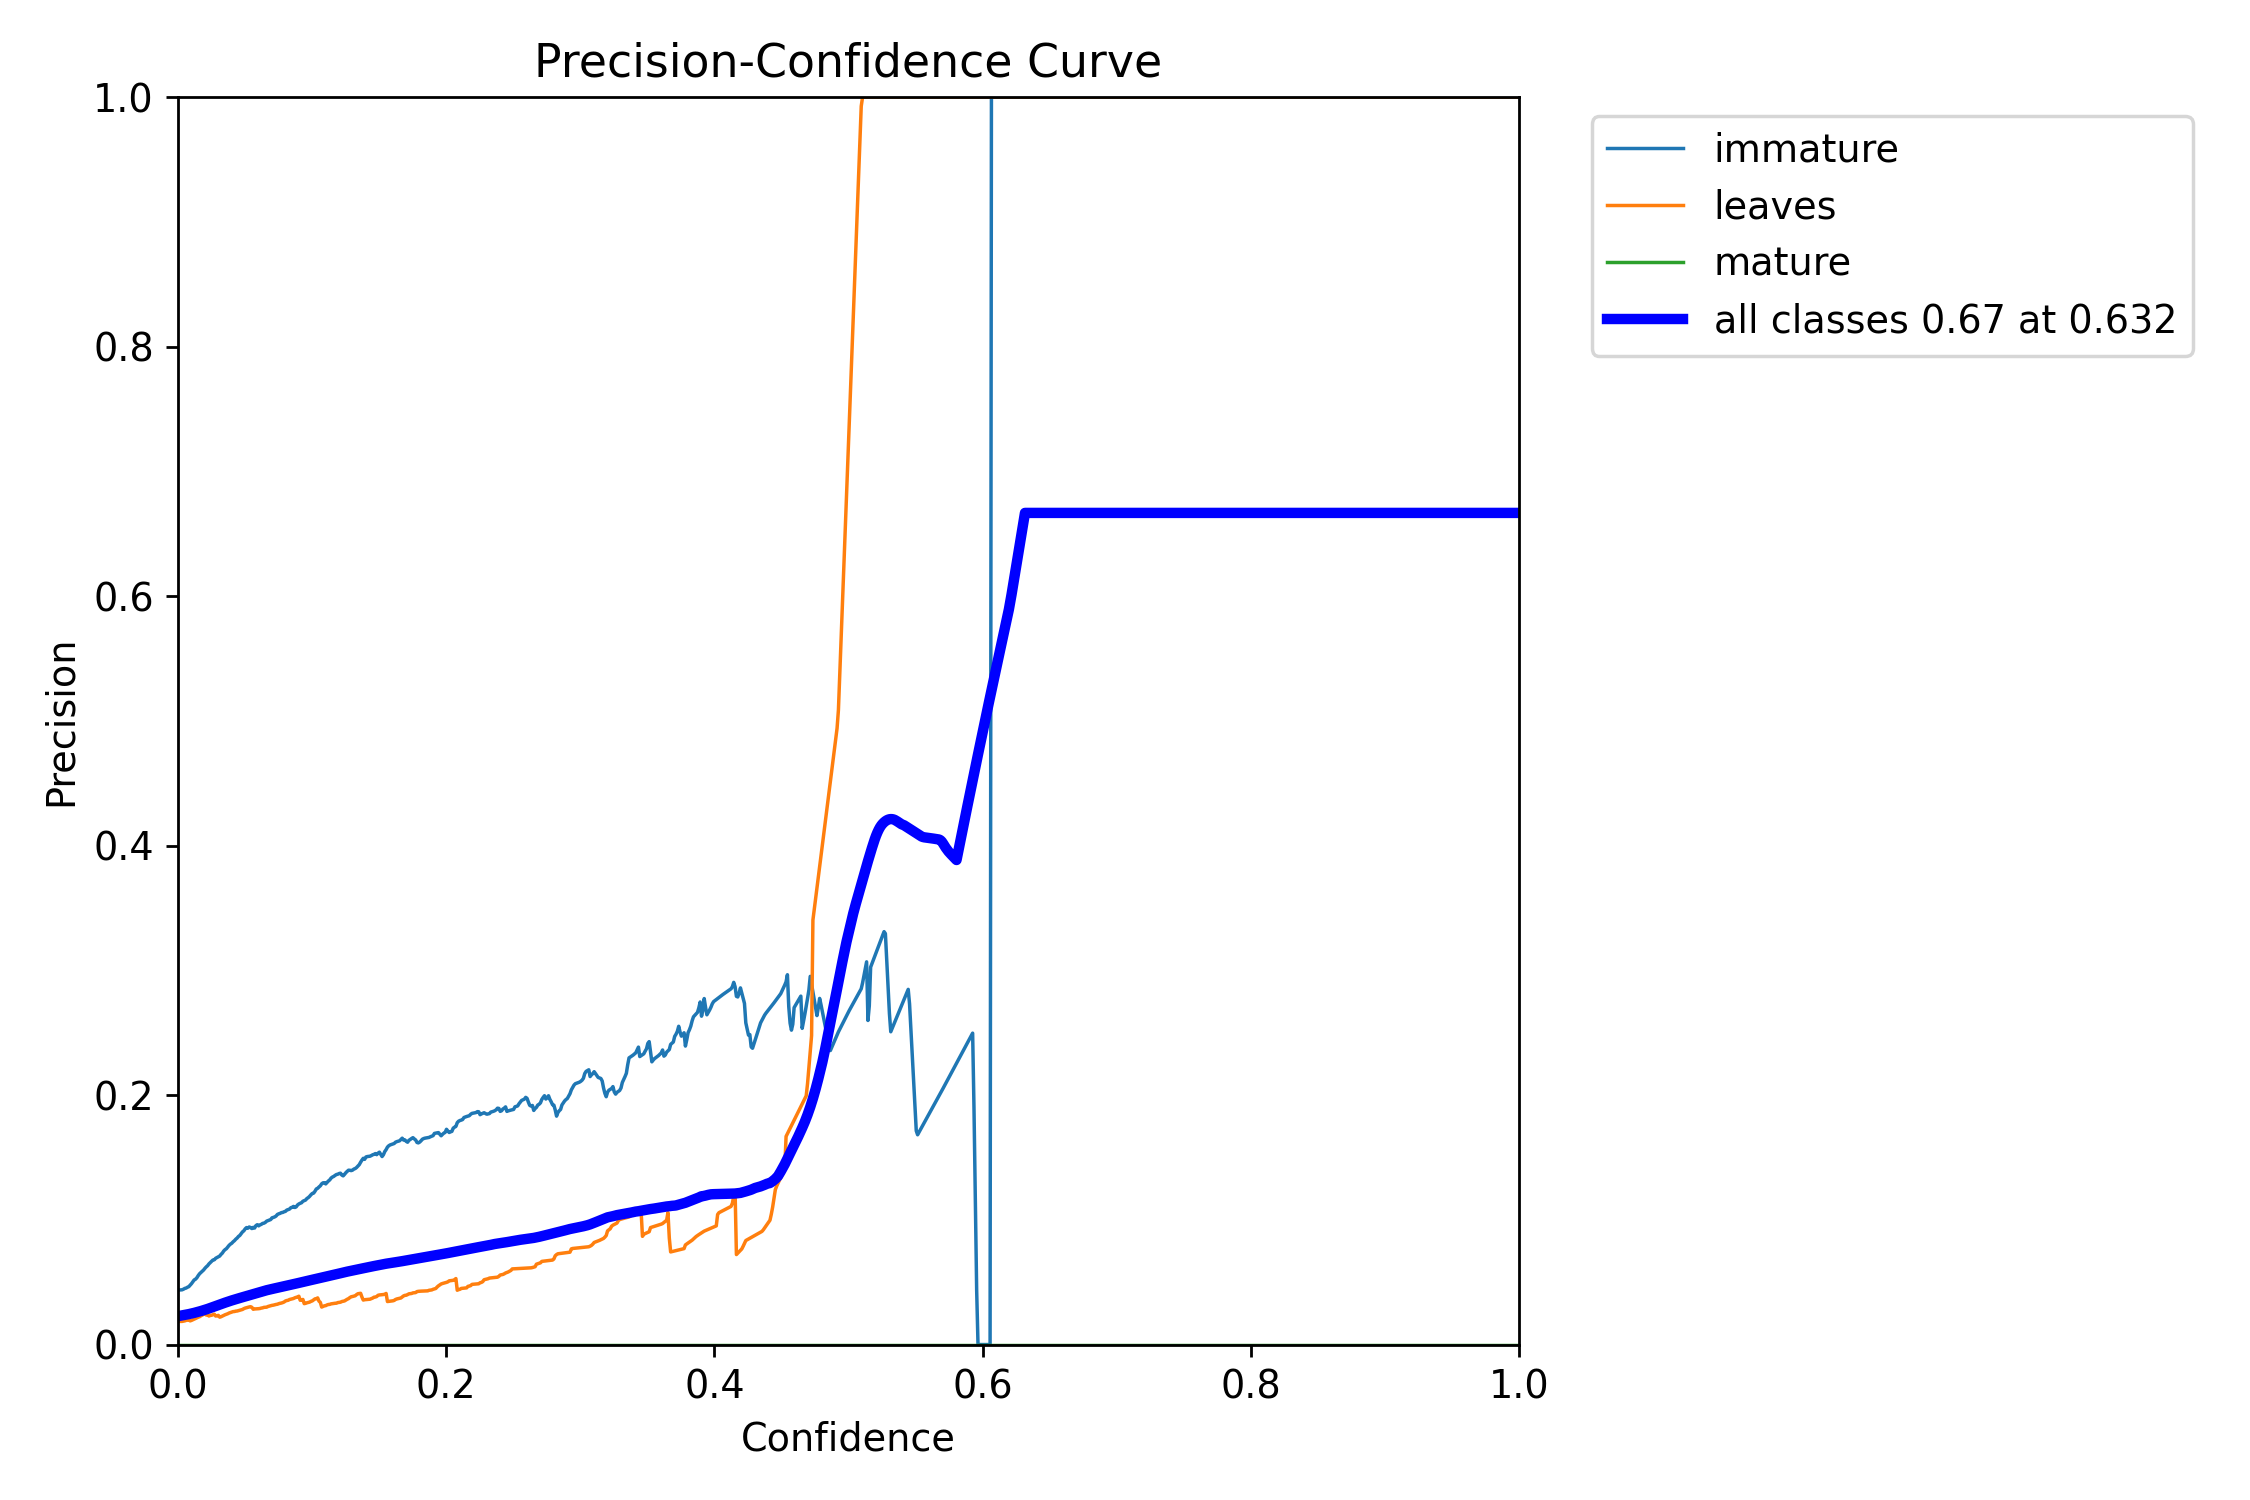 Precision-Confidence Curve
1.0
0.8
0.6
0.4
0.2
0.0
Precision
0.0 0.2 0.4 0.6 0.8 1.0
Confidence
immature
leaves
mature
all classes 0.67 at 0.632